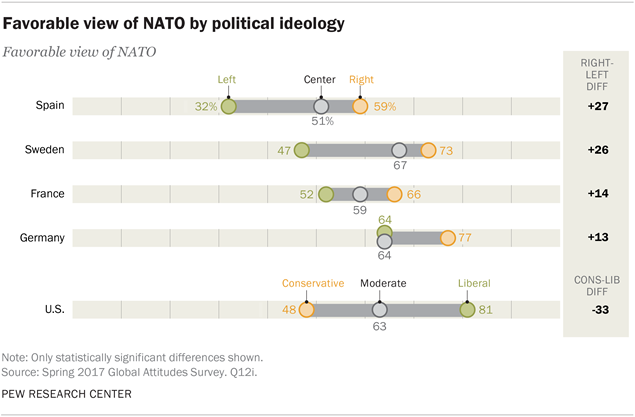 Favorable view of NATO by political ideology
Favorable view of NATO
RIGHT-
LEFT
DIFF
Left Center Right
Spain 32% 51% 59% +27
Sweden 47 67 73 +26
France 52 59 66 +14
Germany 64 64 77 +13
CONS-LIB
DIFF
Conservative Moderate Liberal
U.S. 48 63 81 -33
Note: Only statistically significant differences shown.
Source: Spring 2017 Global Attitudes Survey. Q12i.
PEW RESEARCH CENTER